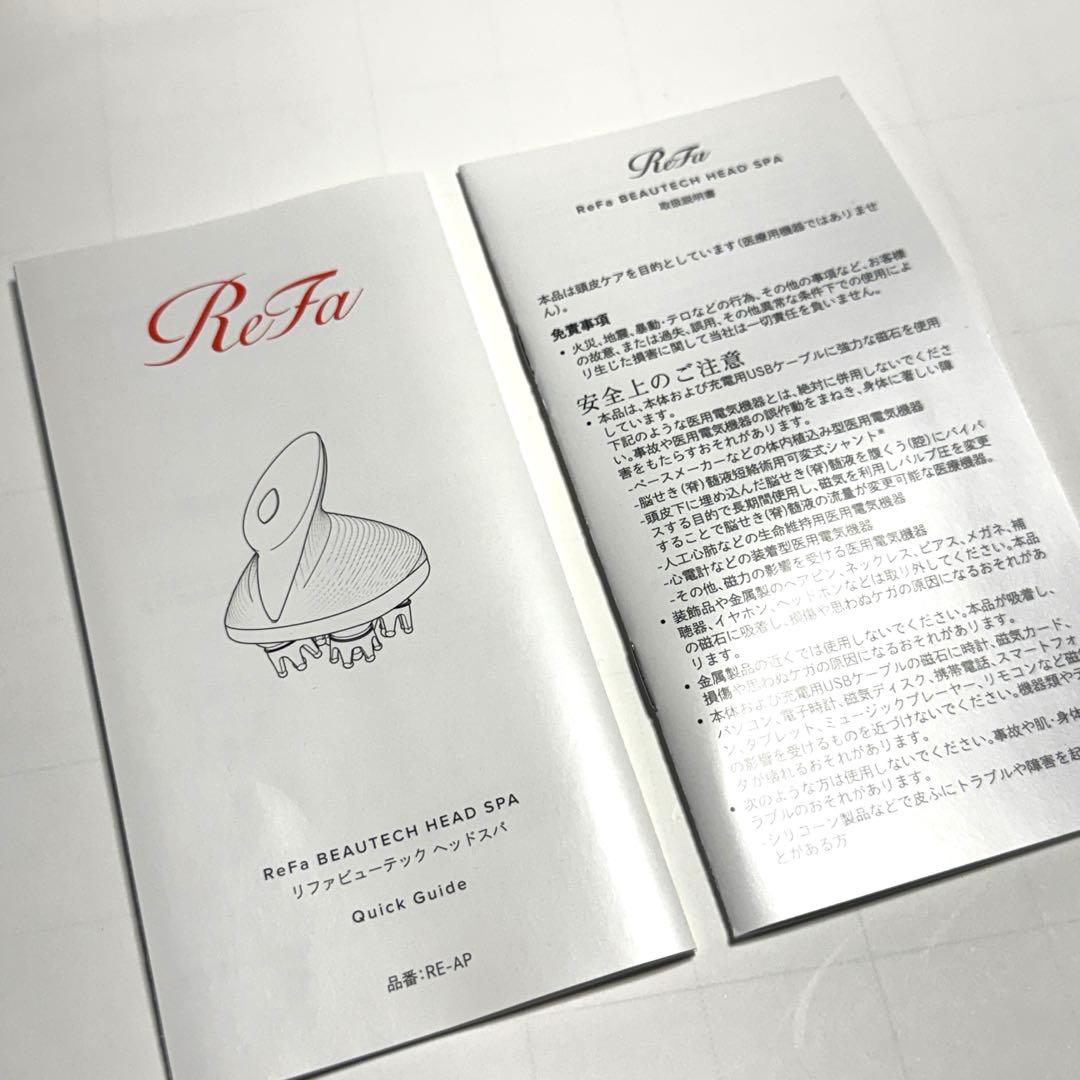 ReFa
ReFa BEAUTECH HEAD SPA
リファビューテック ヘッドスパ
Quick Guide
品番:RE-AP
ReFa
ReFa BEAUTECH HEAD SPA
取扱説明書
本品は頭皮ケアを目的としています(医療用機器ではありませ
ん)。
免責事項
• 火災、地震、暴動・テロなどの行為、その他の事項など、お客様
の故意、または過失、誤用、その他異常な条件下での使用によ
り生じた損害に関して当社は一切責任を負いません。
安全上のご注意
• 本品は、本体および充電用USBケーブルに強力な磁石を使用
しています。
下記のような医用電気機器とは、絶対に併用しないでくださ
い。事故や医用電気機器の誤作動をまねき、身体に著しい障
害をもたらすおそれがあります。
-ペースメーカーなどの体内植込み型医用電気機器
-脳せき(脊)髄液短絡術用可変式シャント※
-頭皮下に埋め込んだ脳せき(脊)髄液を腹くう(腔)にバイパ
スする目的で長期間使用し、磁気を利用しバルブ圧を変更
することで脳せき(脊)髄液の流量が変更可能な医療機器。
-人工心肺などの生命維持用医用電気機器
-心電計などの装着型医用電気機器
-その他、磁力の影響を受ける医用電気機器
• 装飾品や金属製のヘアピン、ネックレス、ピアス、メガネ、補
聴器、イヤホン、ヘッドホンなどは取り外してください。本品
の磁石に吸着し、損傷や思わぬケガの原因になるおそれがあ
ります。
• 金属製品の近くでは使用しないでください。本品が吸着し、
損傷や思わぬケガの原因になるおそれがあります。
• 本体および充電用USBケーブルの磁石に時計、磁気カード、
パソコン、電子時計、磁気ディスク、携帯電話、スマートフォ
ン、タブレット、ミュージックプレーヤー、リモコンなど磁
の影響を受けるものを近づけないでください。機器類やデ
タが壊れるおそれがあります。
• 次のような方は使用しないでください。事故や肌・身体
ラブルのおそれがあります。
-シリコーン製品などで皮ふにトラブルや障害を起
とがある方